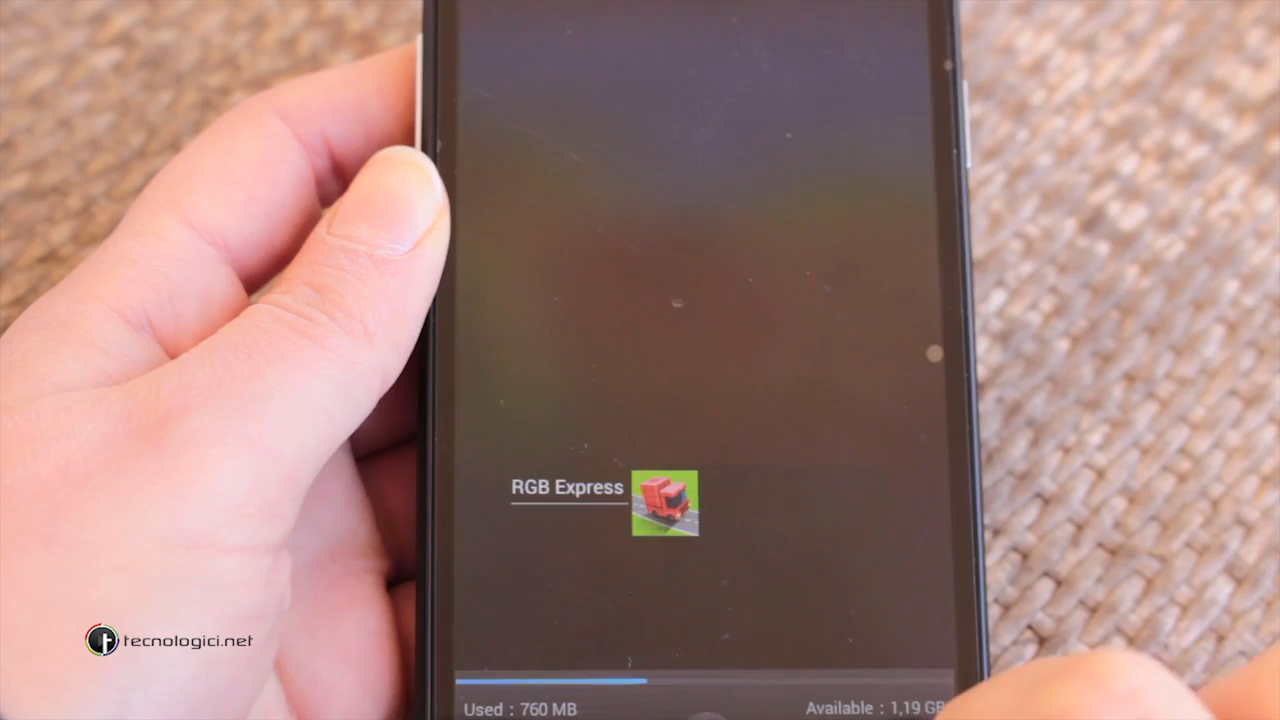 RGB Express
tecnologici.net
Used : 760 MB
Available : 1,19 GB